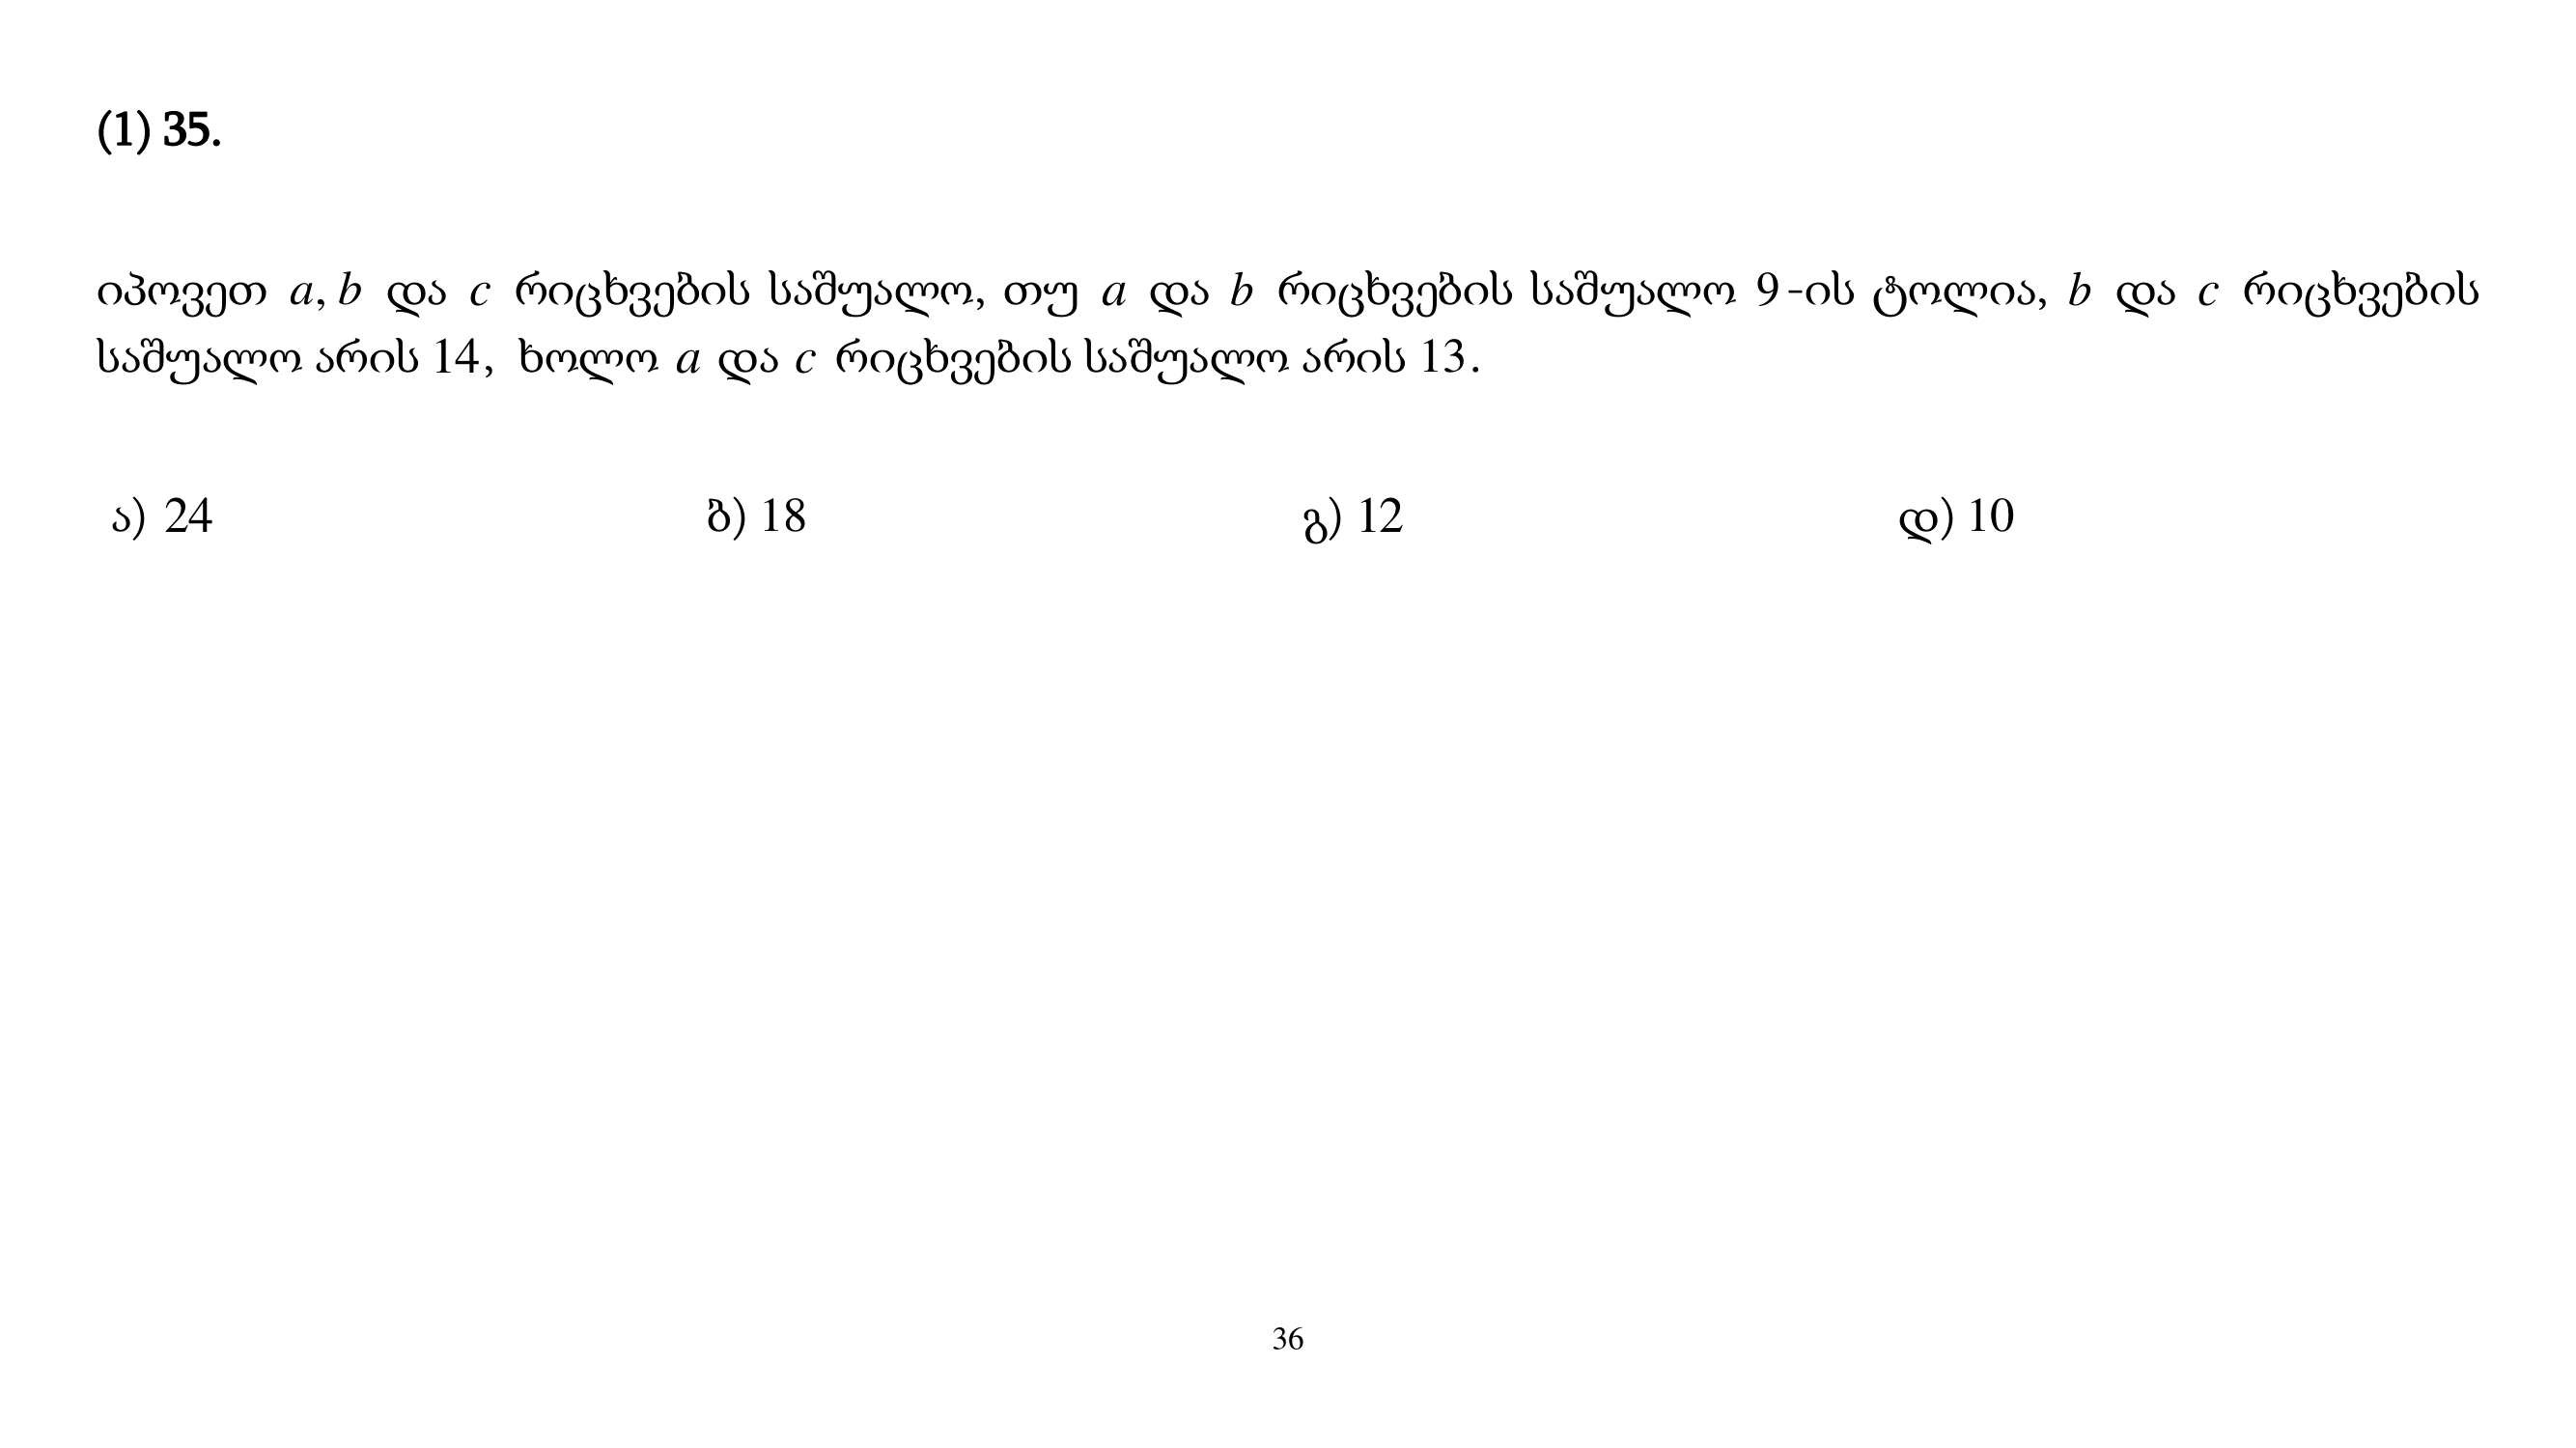 (1) 35.
იპოვეთ a, b და c რიცხვების საშუალო, თუ a და b რიცხვების საშუალო 9-ის ტოლია, b და c რიცხვების
საშუალო არის 14, ხოლო a და c რიცხვების საშუალო არის 13.
ა) 24 ბ) 18 გ) 12 დ) 10
36